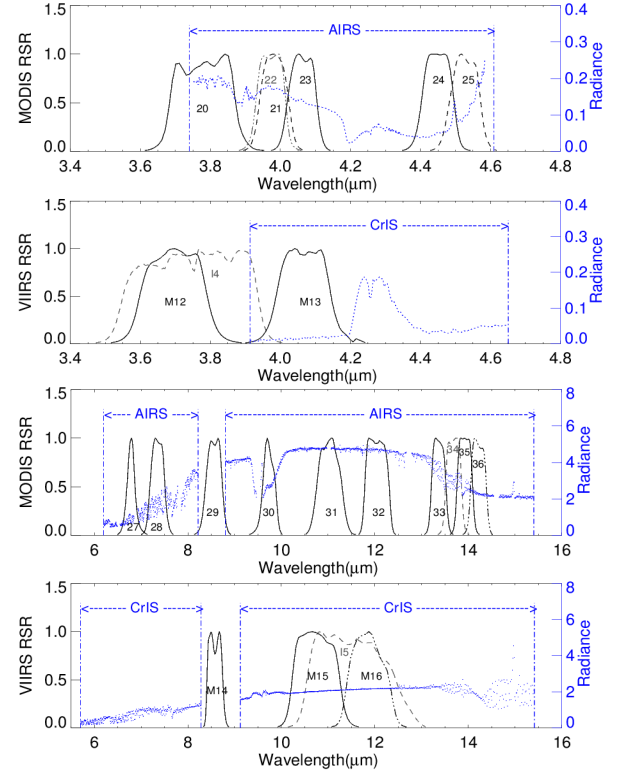 1.5 AIRS 0.4
MODIS RSR
1.0 22 23 24 25 0.3
0.2 Radiance
0.5 20 21 0.1
0.0 0.0
3.4 3.6 3.8 4.0 4.2 4.4 4.6 4.8
Wavelength(μm)
1.5 CrIS 0.4
VIIRS RSR
1.0 I4 0.3
0.2 Radiance
0.5 M12 M13 0.1
0.0 0.0
3.4 3.6 3.8 4.0 4.2 4.4 4.6 4.8
Wavelength(μm)
1.5 AIRS AIRS 8
MODIS RSR
1.0 34 35 36 6
4 Radiance
0.5 27 28 29 30 31 32 33 2
0.0 0
6 8 10 12 14 16
Wavelength(μm)
1.5 CrIS CrIS 8
VIIRS RSR
1.0 I5 6
4 Radiance
0.5 M14 M15 M16 2
0.0 0
6 8 10 12 14 16
Wavelength(μm)